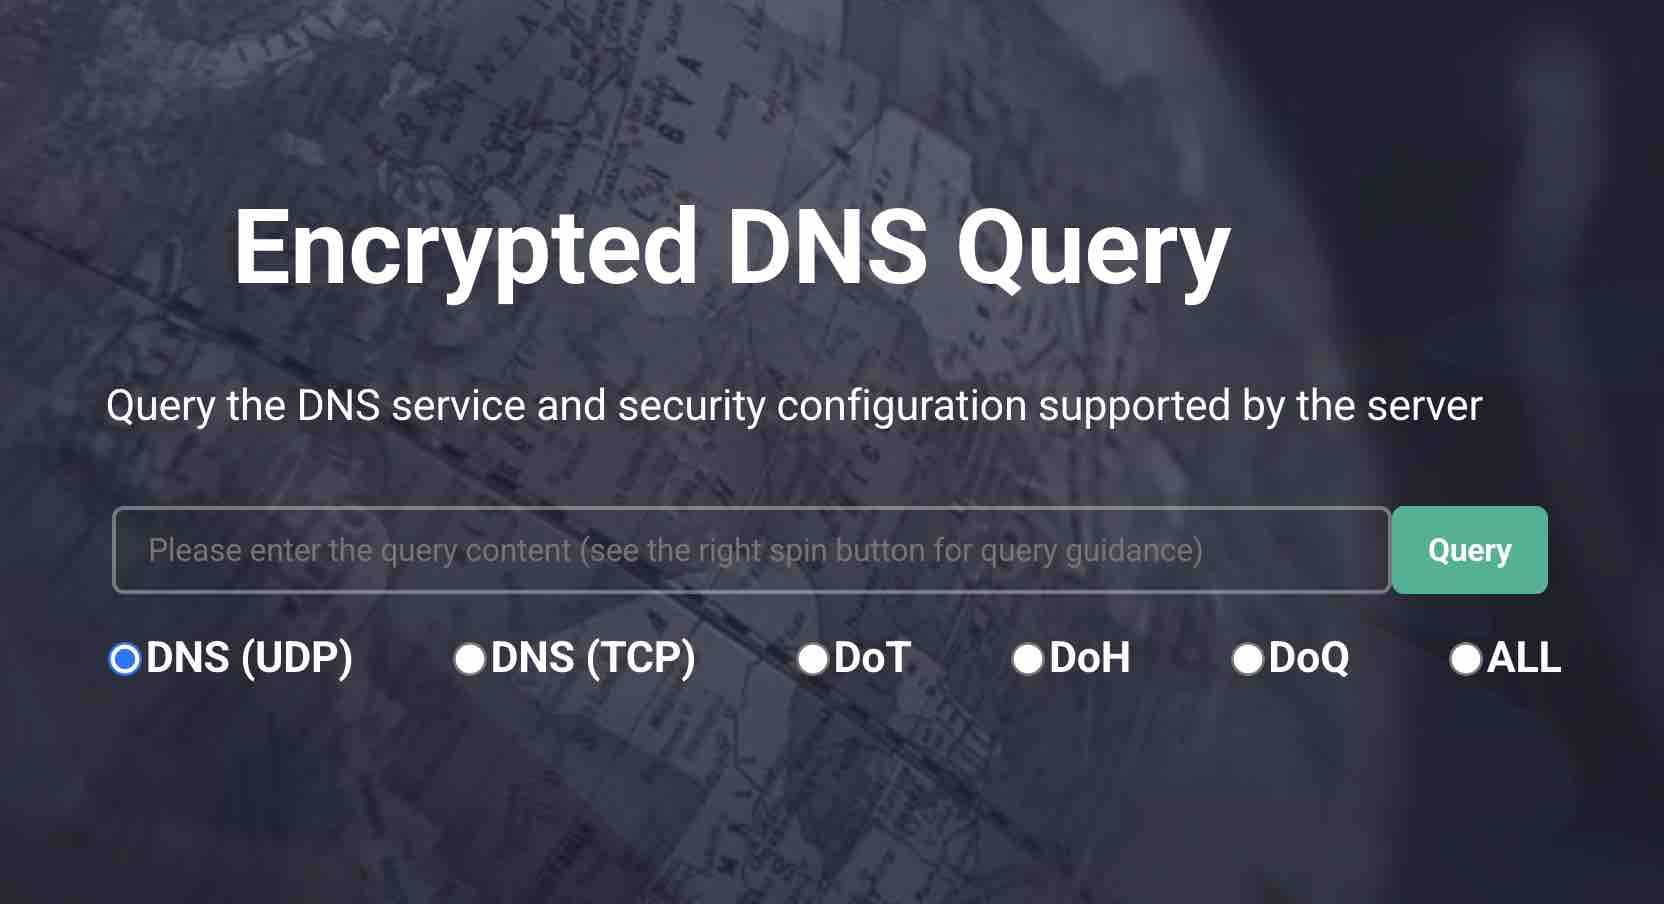 Encrypted DNS Query
Query the DNS service and security configuration supported by the server
Please enter the query content (see the right spin button for query guidance)
Query
DNS (UDP)
DNS (TCP)
DoT
DoH
DoQ
ALL